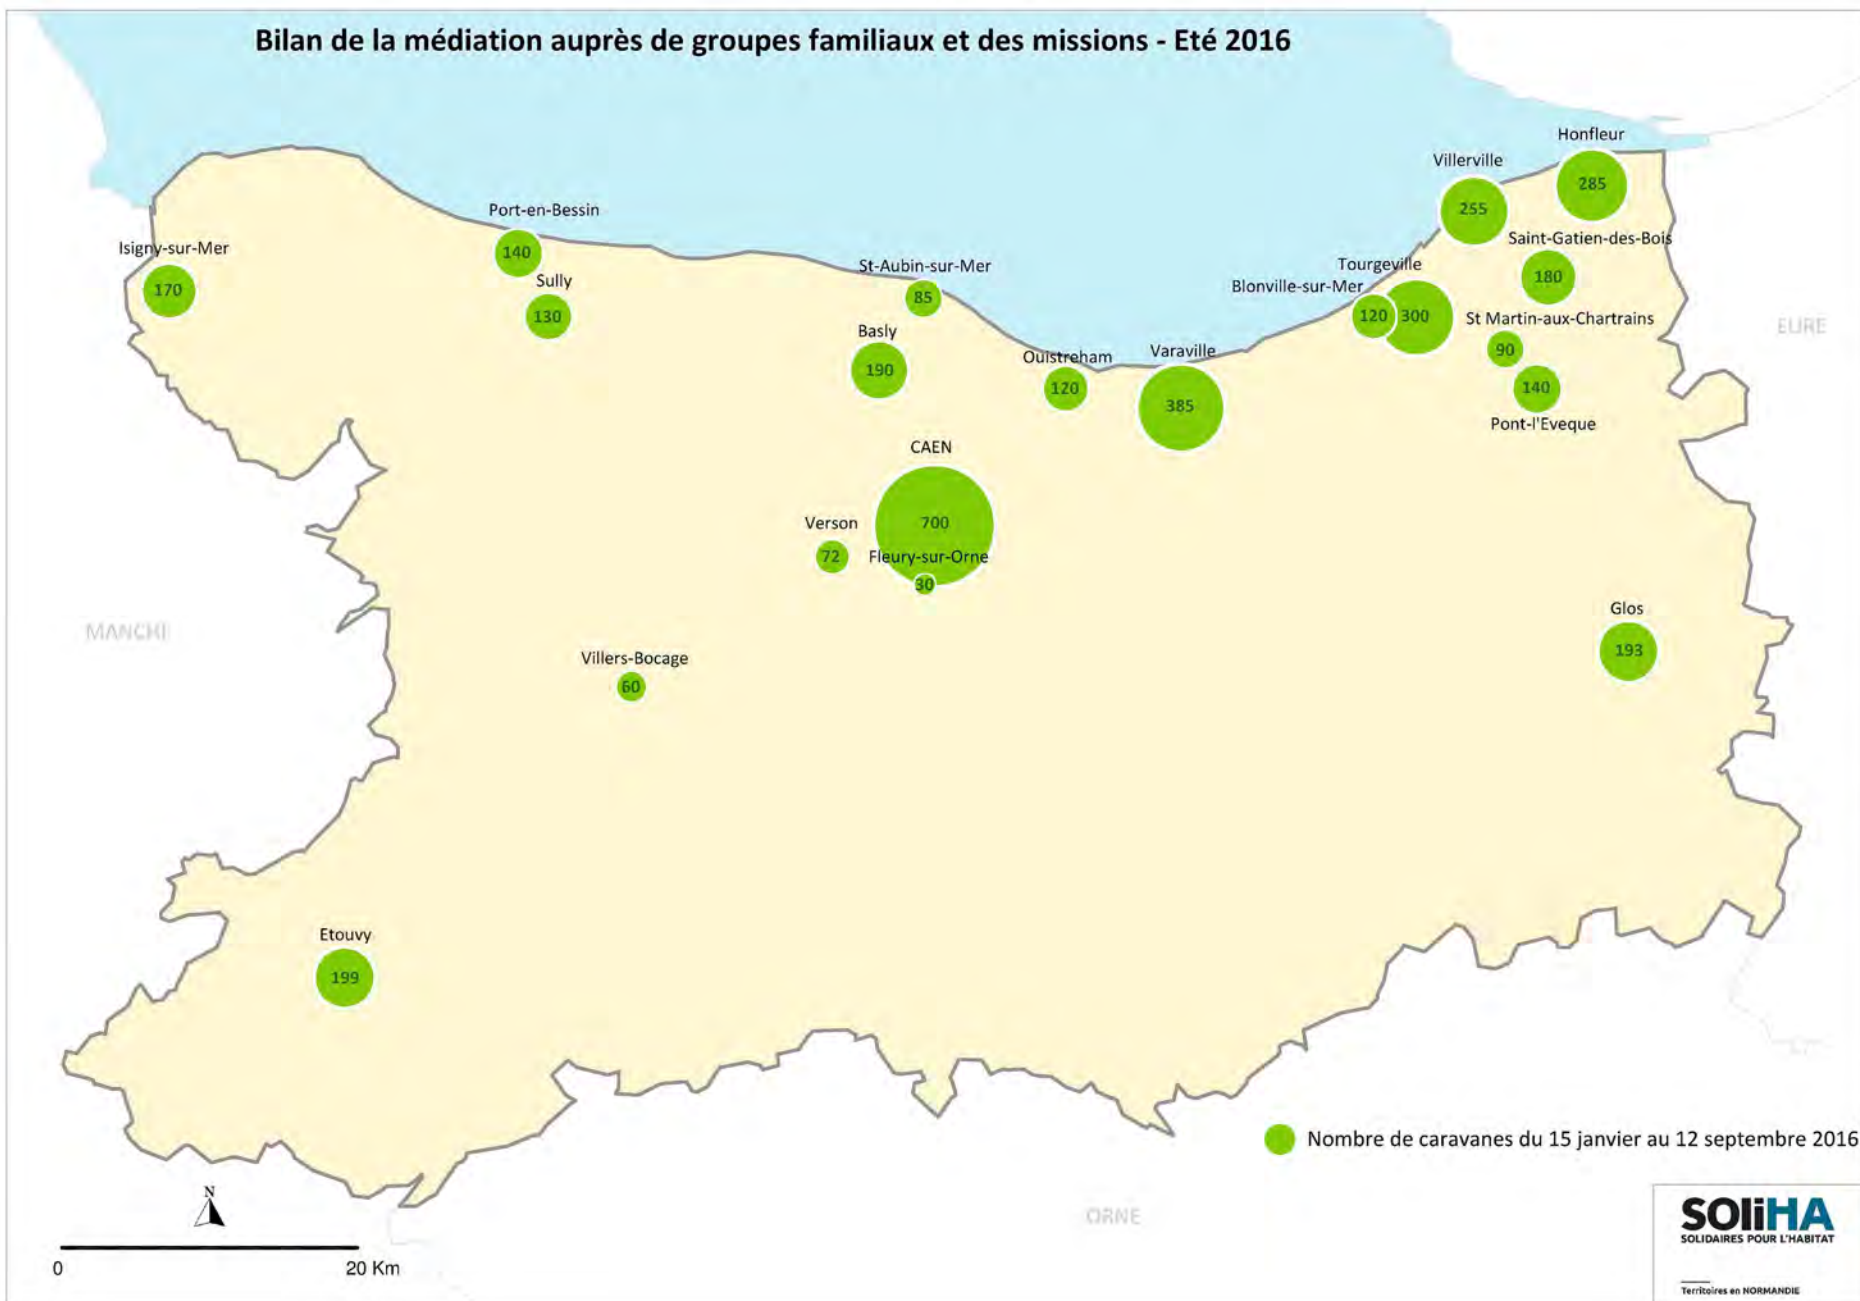 Bilan de la médiation auprès de groupes familiaux et des missions - Eté 2016
Honfleur
285
Villerville
255
Saint-Gatien-des-Bois
180
Port-en-Bessin
140
Isigny-sur-Mer
170
Sully
130
St-Aubin-sur-Mer
85
Tourgeville
300
Blonville-sur-Mer
120
St Martin-aux-Chartrains
90
EURE
Basly
190
Ouistreham
120
Varaville
385
140
Pont-l'Eveque
CAEN
700
Verson
72
Fleury-sur-Orne
30
MANCHE
Glos
193
Villers-Bocage
60
Etouvy
199
Nombre de caravanes du 15 janvier au 12 septembre 2016
N
0
20 Km
ORNE
SOliHA
SOLIDAIRES POUR L'HABITAT
Territoires en NORMANDIE